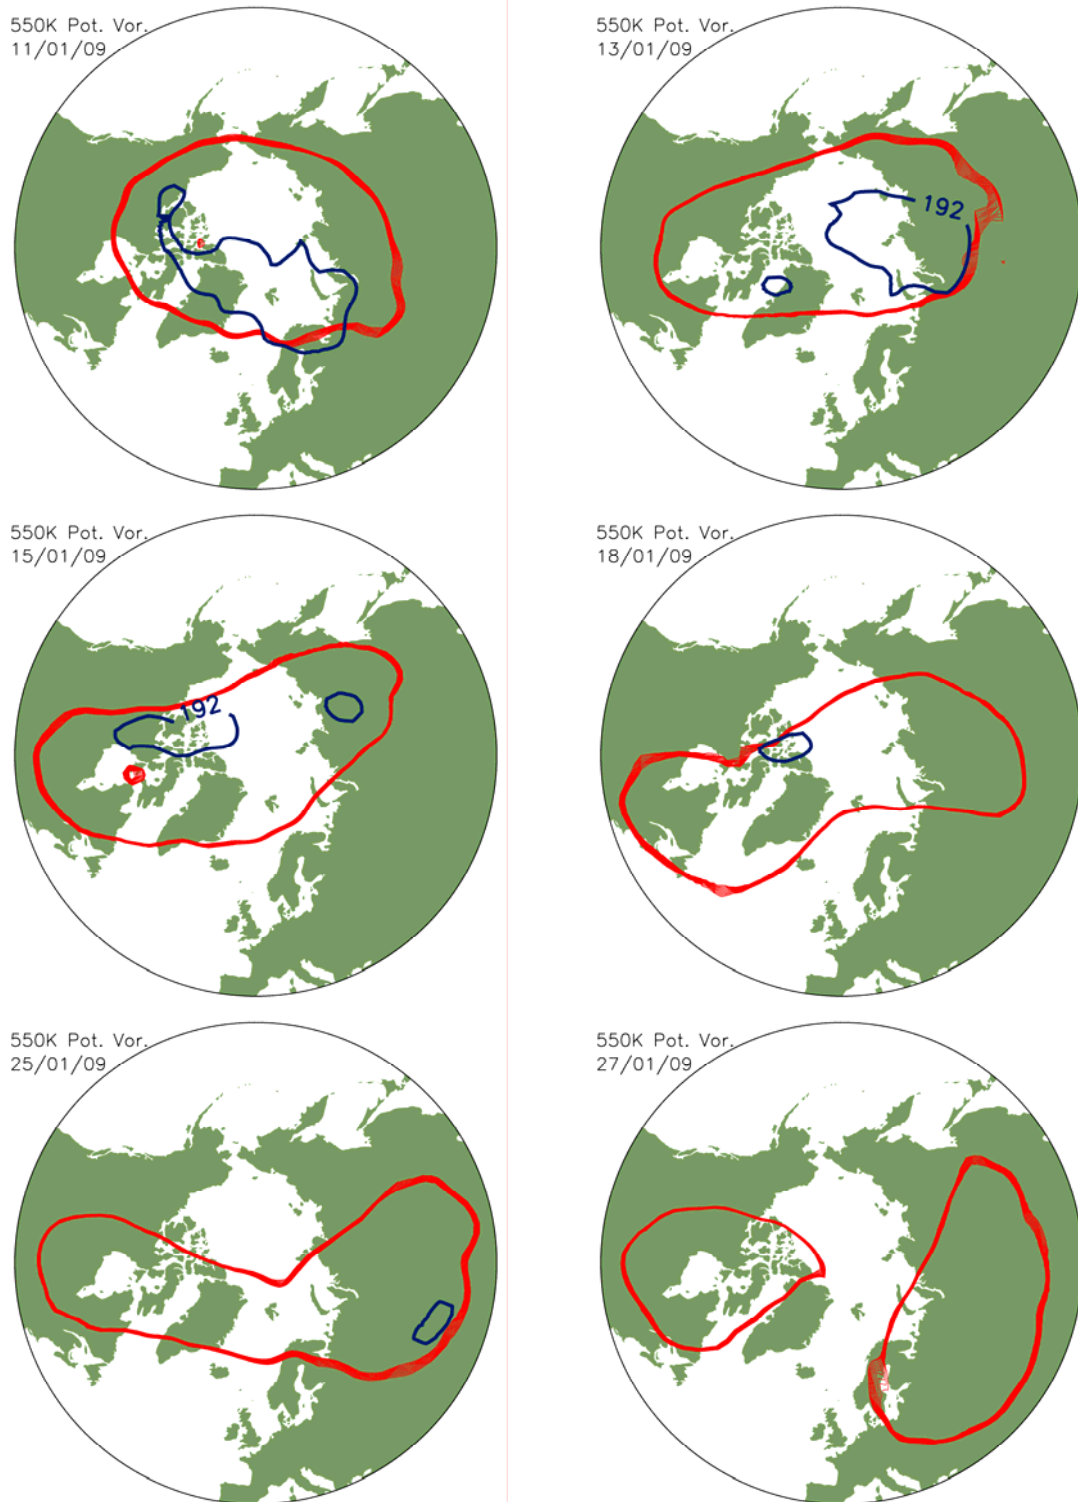 550K Pot. Vor.
11/01/09
550K Pot. Vor.
13/01/09
192
550K Pot. Vor.
15/01/09
192
550K Pot. Vor.
18/01/09
550K Pot. Vor.
25/01/09
550K Pot. Vor.
27/01/09